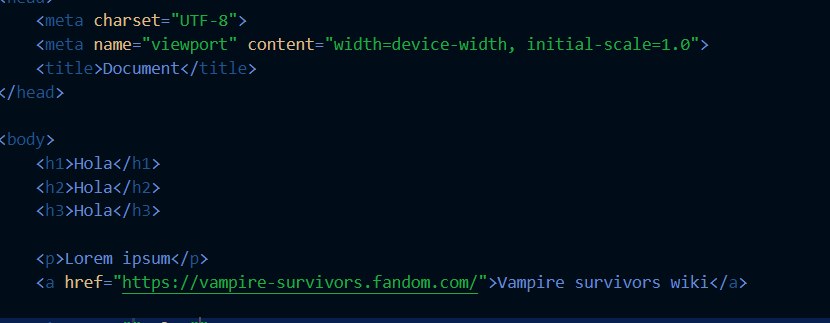 <head>
<meta charset="UTF-8">
<meta name="viewport" content="width=device-width, initial-scale=1.0">
<title>Document</title>
</head>
<body>
<h1>Hola</h1>
<h2>Hola</h2>
<h3>Hola</h3>
<p>Lorem ipsum</p>
<a href="https://vampire-survivors.fandom.com/">Vampire survivors wiki</a>